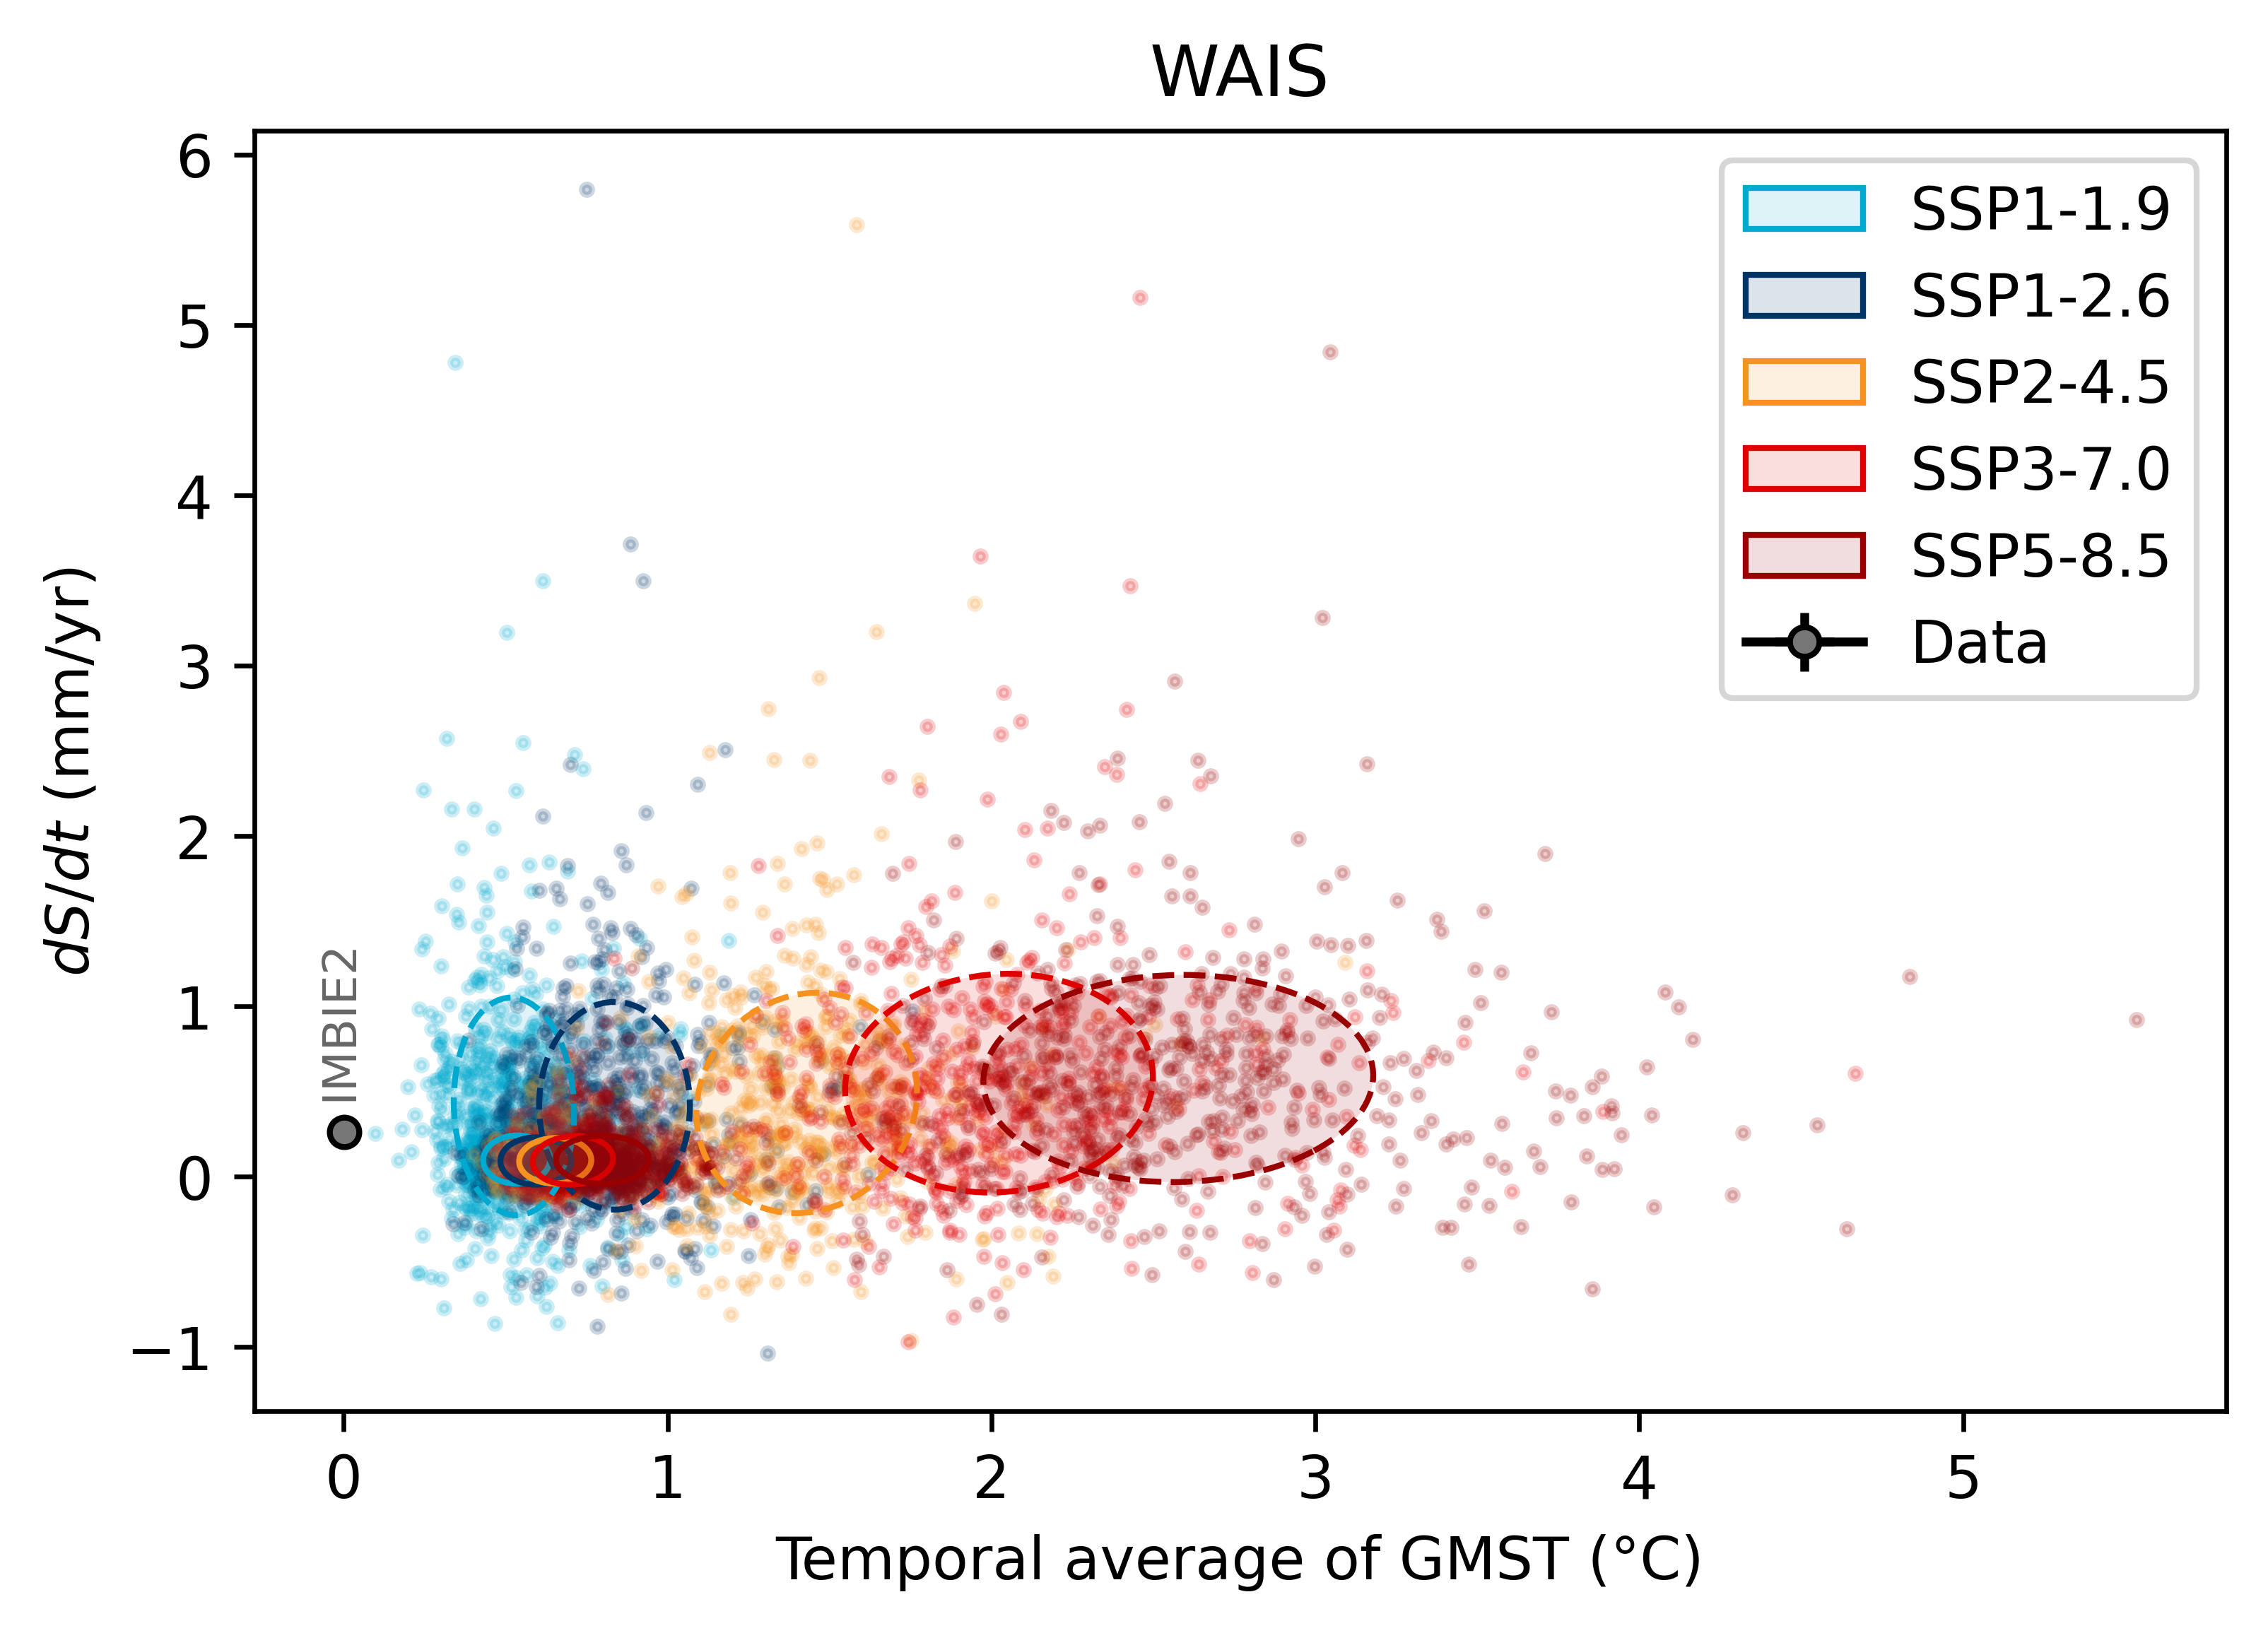 WAIS
6
5
4
3
2
1
0
−1
dS/dt (mm/yr)
IMBIE2
SSP1-1.9
SSP1-2.6
SSP2-4.5
SSP3-7.0
SSP5-8.5
Data
0 1 2 3 4 5
Temporal average of GMST (°C)